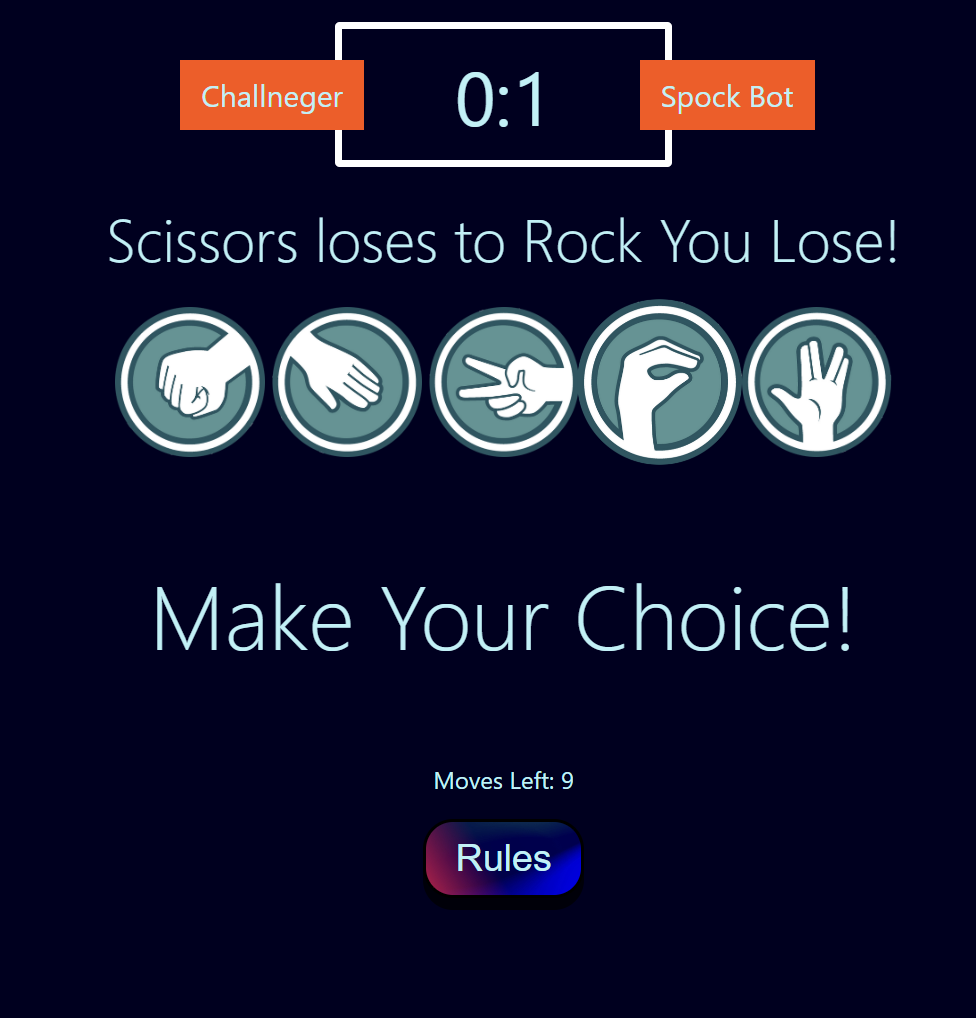 Challneger
0:1
Spock Bot
Scissors loses to Rock You Lose!
Make Your Choice!
Moves Left: 9
Rules